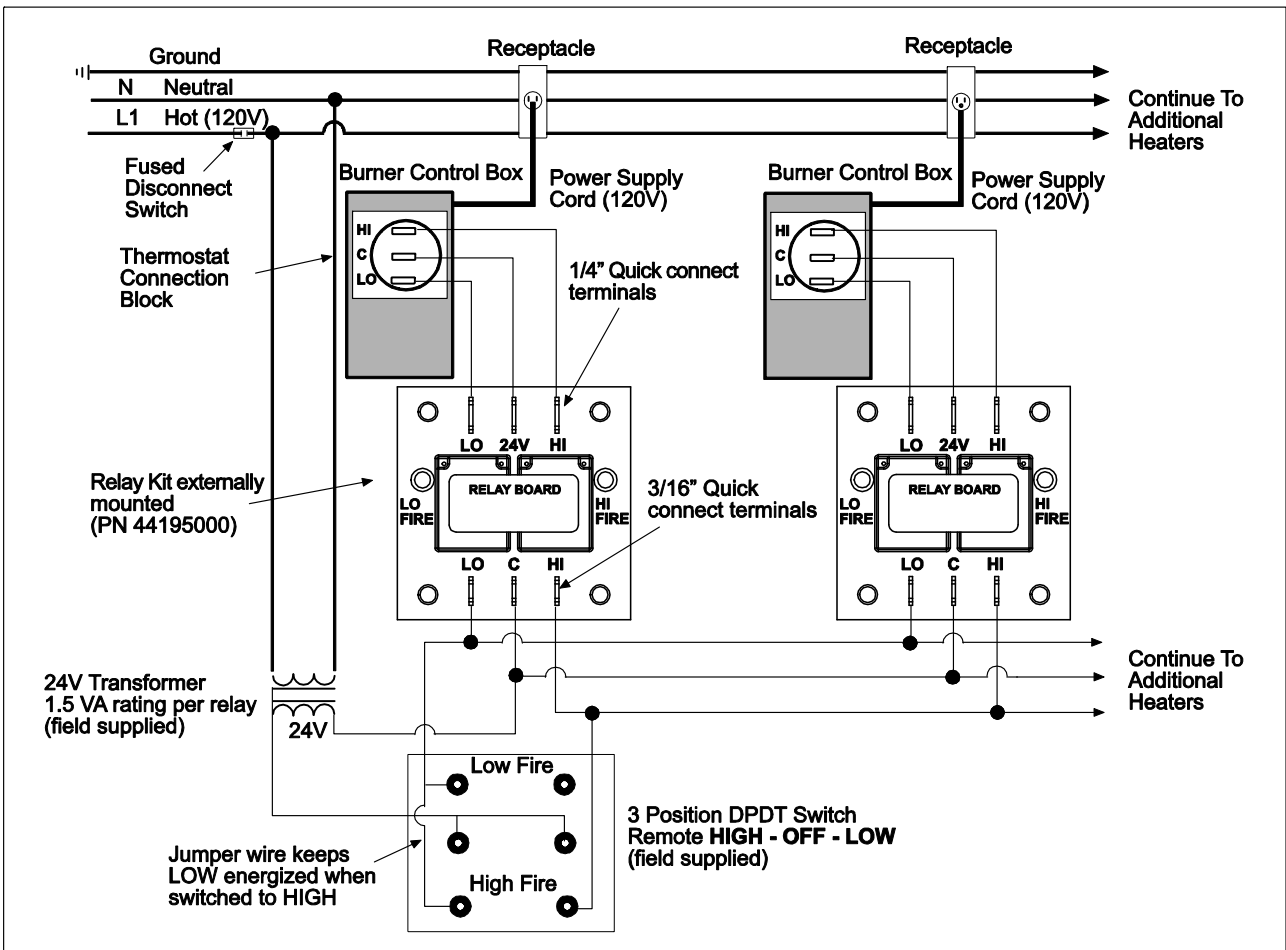 Ground
Receptacle
Receptacle
N Neutral
L1 Hot (120V)
Continue To
Additional
Heaters
Fused
Disconnect
Switch
Burner Control Box
Power Supply
Cord (120V)
Burner Control Box
Power Supply
Cord (120V)
HI
C
LO
HI
C
LO
Thermostat
Connection
Block
1/4” Quick connect
terminals
LO 24V HI
RELAY BOARD
LO
FIRE
HI
FIRE
LO C HI
LO 24V HI
RELAY BOARD
LO
FIRE
HI
FIRE
LO C HI
Relay Kit externally
mounted
(PN 44195000)
3/16” Quick
connect terminals
24V Transformer
1.5 VA rating per relay
(field supplied)
24V
Continue To
Additional
Heaters
Low Fire
High Fire
3 Position DPDT Switch
Remote HIGH - OFF - LOW
(field supplied)
Jumper wire keeps
LOW energized when
switched to HIGH